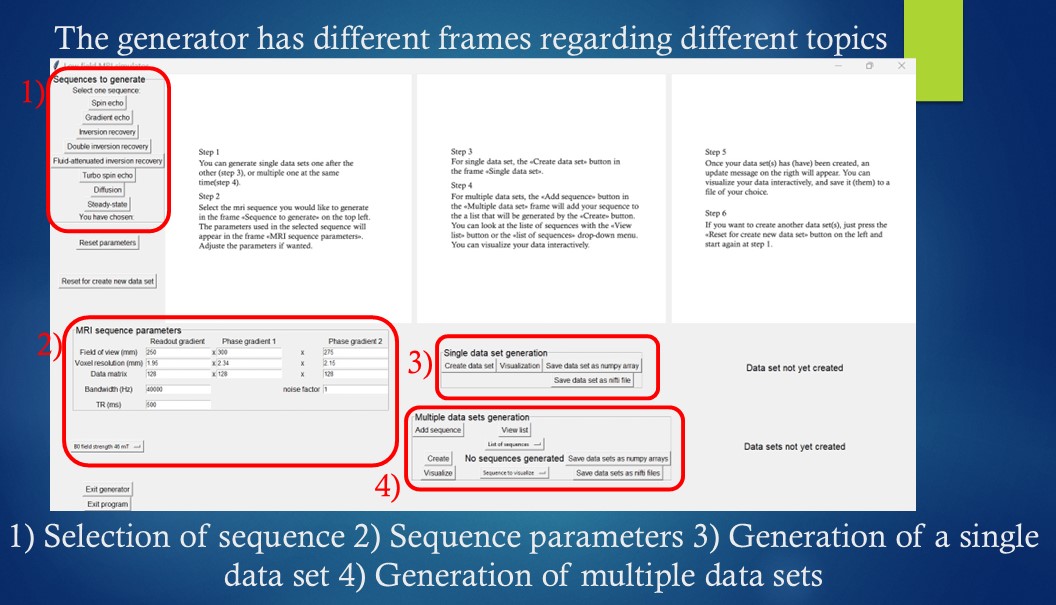 The generator has different frames regarding different topics
Low field MRI simulator
1)
Sequences to generate
Select one sequence:
Spin echo
Gradient echo
Inversion recovery
Double inversion recovery
Fluid-attenuated inversion recovery
Turbo spin echo
Diffusion
Steady-state
You have chosen:
Reset parameters
Reset for create new data set
Step 1
You can generate single data sets one after the
other (step 3), or multiple one at the same
time(step 4).
Step 2
Select the mri sequence you would like to generate
in the frame «Sequence to generate» on the top left.
The parameters used in the selected sequence will
appear in the frame «MRI sequence parameters».
Adjuste the parameters if wanted.
Step 3
For single data set, the «Create data set» button in
the frame «Single data set».
Step 4
For multiple data sets, the «Add sequence» button in
the «Multiple data set» frame will add your sequence to
the a list that will be generated by the «Create» button.
You can look at the liste of sequences with the «View
list» button or the «list of sequences» drop-down menu.
You can visualize your data interactively.
Step 5
Once your data set(s) has (have) been created, an
update message on the rigth will appear. You can
visualize your data interactively, and save it (them) to a
file of your choice.
Step 6
If you want to create another data set(s), just press the
«Reset for create new data set» button on the left and
start again at step 1.
2)
MRI sequence parameters
Readout gradient Phase gradient 1 Phase gradient 2
Field of view (mm) 250 x 300 x 275
Voxel resolution (mm) 1.95 x 2.34 x 2.15
Data matrix 128 x 128 x 128
Bandwidth (Hz) 40000 noise factor 1
TR (ms) 500
B0 field strength 46 mT
Exit generator
Exit program
3)
Single data set generation
Create data set Visualization Save data set as numpy array
Save data set as nifti file
Data set not yet created
4)
Multiple data sets generation
Add sequence View list
List of sequences
Create No sequences generated Save data sets as numpy arrays
Visualize Sequence to visualize Save data sets as nifti files
Data sets not yet created
1) Selection of sequence 2) Sequence parameters 3) Generation of a single
data set 4) Generation of multiple data sets